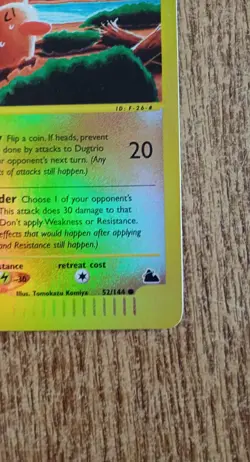 ID: F-26-#
Flip a coin. If heads, prevent
done by attacks to Dugtrio
opponent's next turn. (Any
of attacks still happen.)
20
der Choose 1 of your opponent's
This attack does 30 damage to that
Don't apply Weakness or Resistance.
effects that would happen after applying
and Resistance still happen.)
stance retreat cost
-30
Illus. Tomokazu Komiya 52/144